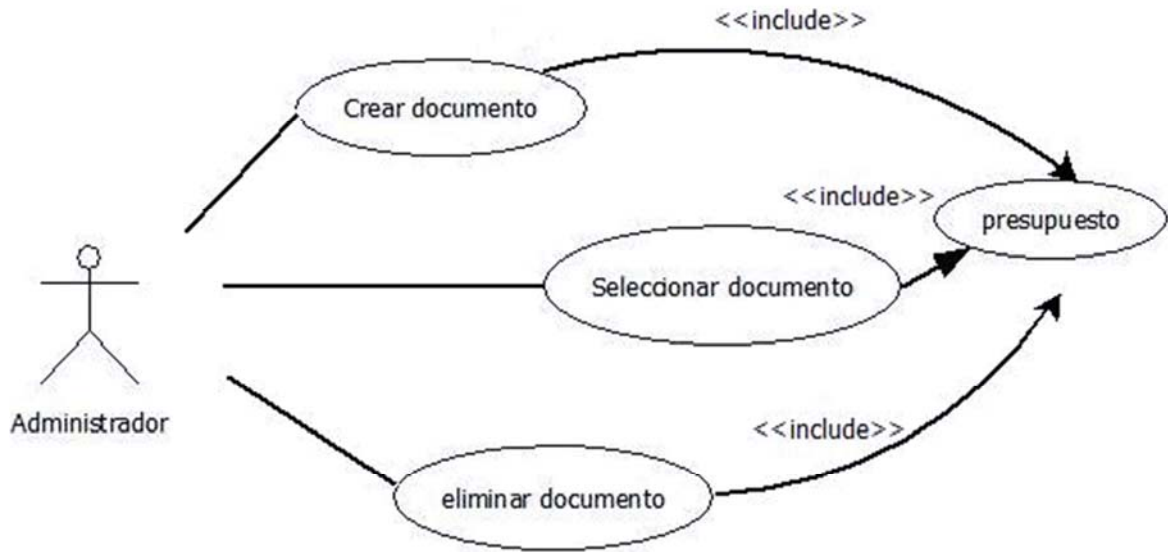 <<include>>
Crear documento
<<include>>
presupuesto
Seleccionar documento
Administrador
<<include>>
eliminar documento